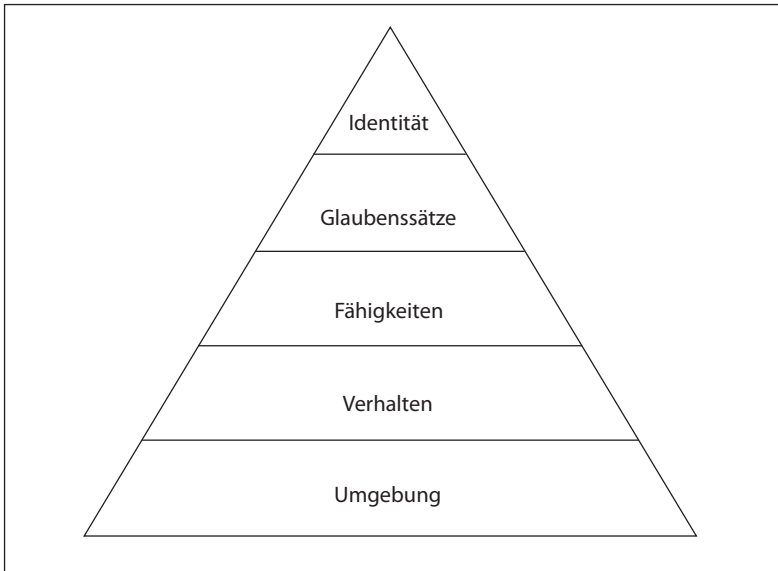 Identität
Glaubenssätze
Fähigkeiten
Verhalten
Umgebung